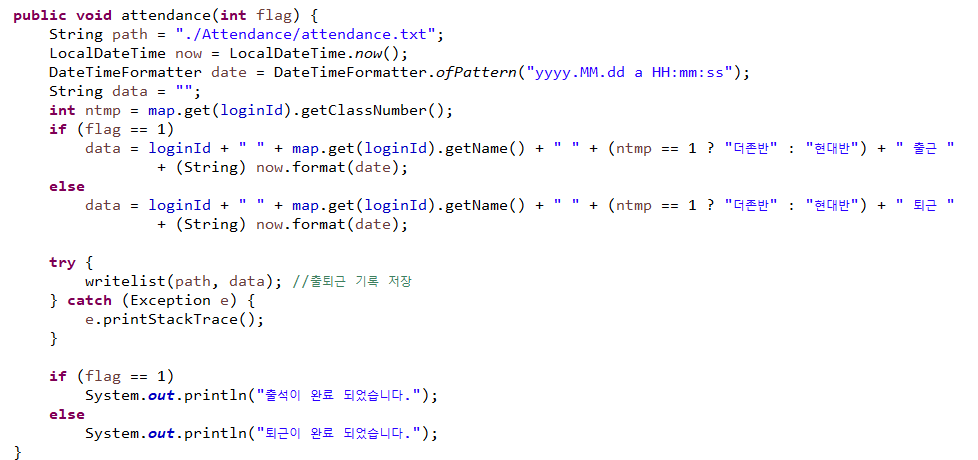 public void attendance(int flag) {
    String path = "./Attendance/attendance.txt";
    LocalDateTime now = LocalDateTime.now();
    DateTimeFormatter date = DateTimeFormatter.ofPattern("yyyy.MM.dd a HH:mm:ss");
    String data = "";
    int ntmp = map.get(loginId).getClassNumber();
    if (flag == 1)
        data = loginId + " " + map.get(loginId).getName() + " " + (ntmp == 1 ? "더존반" : "현대반") + " 출근 "
                + (String) now.format(date);
    else
        data = loginId + " " + map.get(loginId).getName() + " " + (ntmp == 1 ? "더존반" : "현대반") + " 퇴근 "
                + (String) now.format(date);

    try {
        writelist(path, data); //출퇴근 기록 저장
    } catch (Exception e) {
        e.printStackTrace();
    }

    if (flag == 1)
        System.out.println("출석이 완료 되었습니다.");
    else
        System.out.println("퇴근이 완료 되었습니다.");
}